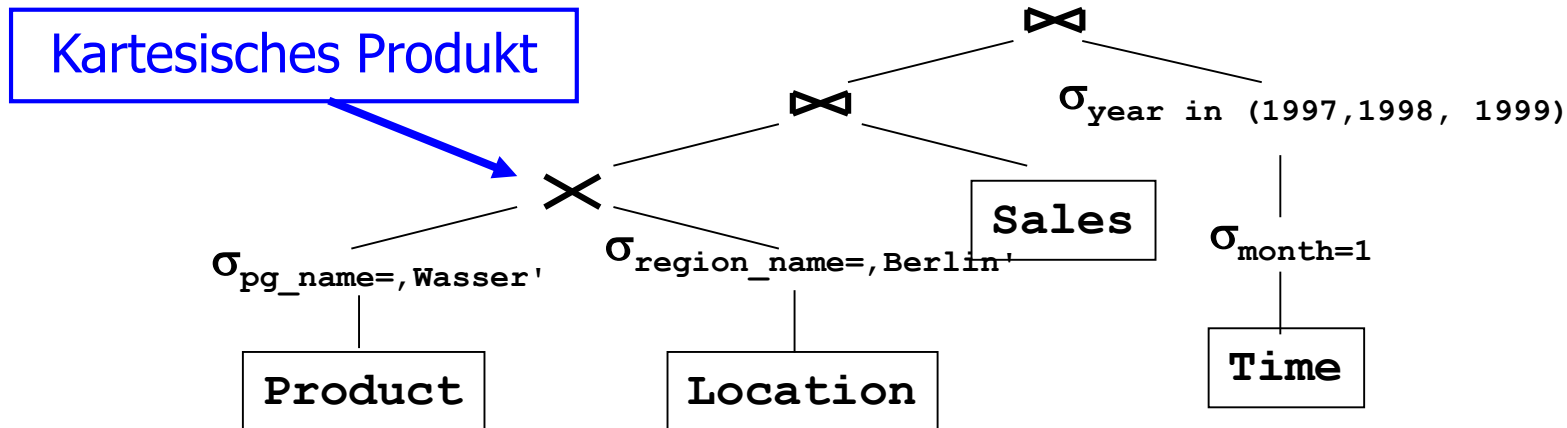 Kartesisches Produkt
σyear in (1997,1998, 1999)
Sales
σpg_name=‚Wasser'
σregion_name=‚Berlin'
σmonth=1
Product
Location
Time